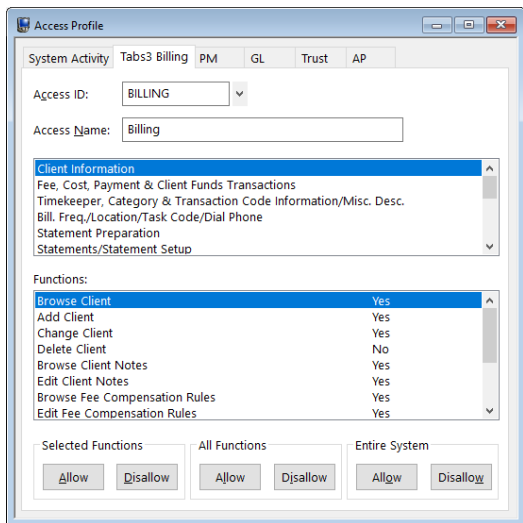 Access Profile
System Activity Tabs3 Billing PM GL Trust AP
Access ID: BILLING
Access Name: Billing
Client Information
Fee, Cost, Payment & Client Funds Transactions
Timekeeper, Category & Transaction Code Information/Misc. Desc.
Bill. Freq./Location/Task Code/Dial Phone
Statement Preparation
Statements/Statement Setup
Functions:
Browse Client Yes
Add Client Yes
Change Client Yes
Delete Client No
Browse Client Notes Yes
Edit Client Notes Yes
Browse Fee Compensation Rules Yes
Edit Fee Compensation Rules Yes
Selected Functions All Functions Entire System
Allow Disallow Allow Disallow Allow Disallow